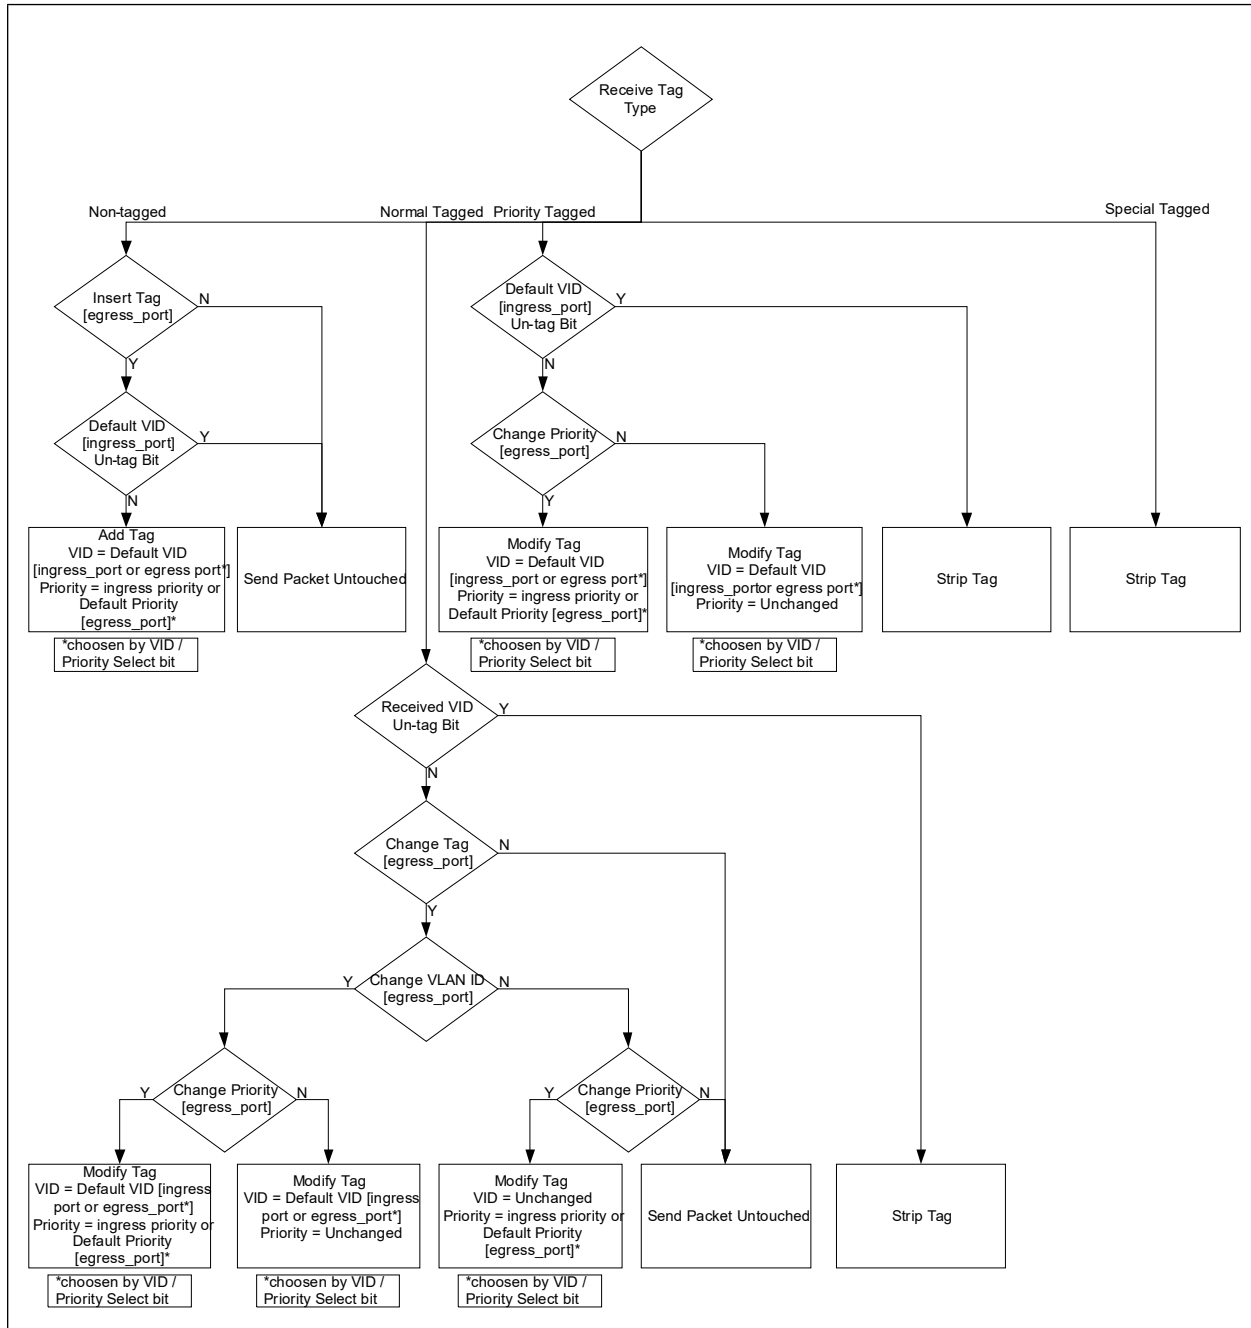 Receive Tag
Type
Non-tagged
Normal Tagged
Priority Tagged
Special Tagged
Insert Tag
[egress_port]
N
Y
Default VID
[ingress_port]
Un-tag Bit
Y
N
Default VID
[ingress_port]
Un-tag Bit
Y
N
Change Priority
[egress_port]
N
Y
Add Tag
VID = Default VID
[ingress_port or egress port*]
Priority = ingress priority or
Default Priority
[egress_port]*
*choosen by VID /
Priority Select bit
Send Packet Untouched
Modify Tag
VID = Default VID
[ingress_port or egress port*]
Priority = ingress priority or
Default Priority [egress_port]*
*choosen by VID /
Priority Select bit
Modify Tag
VID = Default VID
[ingress_portor egress port*]
Priority = Unchanged
*choosen by VID /
Priority Select bit
Strip Tag
Strip Tag
Received VID
Un-tag Bit
Y
N
Change Tag
[egress_port]
N
Y
Change VLAN ID
[egress_port]
Y
N
Change Priority
[egress_port]
Y
N
Change Priority
[egress_port]
Y
N
Modify Tag
VID = Default VID [ingress
port or egress_port*]
Priority = ingress priority or
Default Priority
[egress_port]*
*choosen by VID /
Priority Select bit
Modify Tag
VID = Default VID [ingress
port or egress_port*]
Priority = Unchanged
*choosen by VID /
Priority Select bit
Modify Tag
VID = Unchanged
Priority = ingress priority or
Default Priority
[egress_port]*
*choosen by VID /
Priority Select bit
Send Packet Untouched
Strip Tag